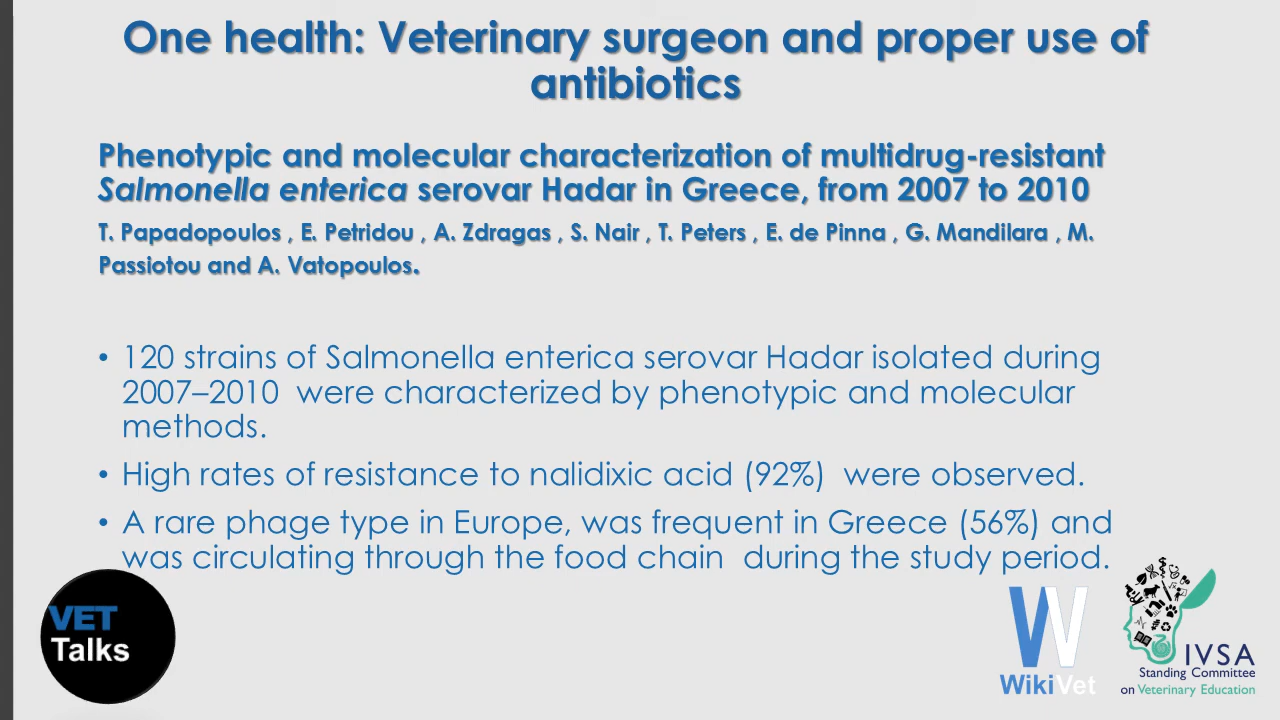 One health: Veterinary surgeon and proper use of
antibiotics
Phenotypic and molecular characterization of multidrug-resistant
Salmonella enterica serovar Hadar in Greece, from 2007 to 2010
T. Papadopoulos , E. Petridou , A. Zdragas , S. Nair , T. Peters , E. de Pinna , G. Mandilara , M.
Passiotou and A. Vatopoulos.
• 120 strains of Salmonella enterica serovar Hadar isolated during
2007–2010 were characterized by phenotypic and molecular
methods.
• High rates of resistance to nalidixic acid (92%) were observed.
• A rare phage type in Europe, was frequent in Greece (56%) and
was circulating through the food chain during the study period.
VET
Talks
W
WikiVet
IVSA
Standing Committee
on Veterinary Education